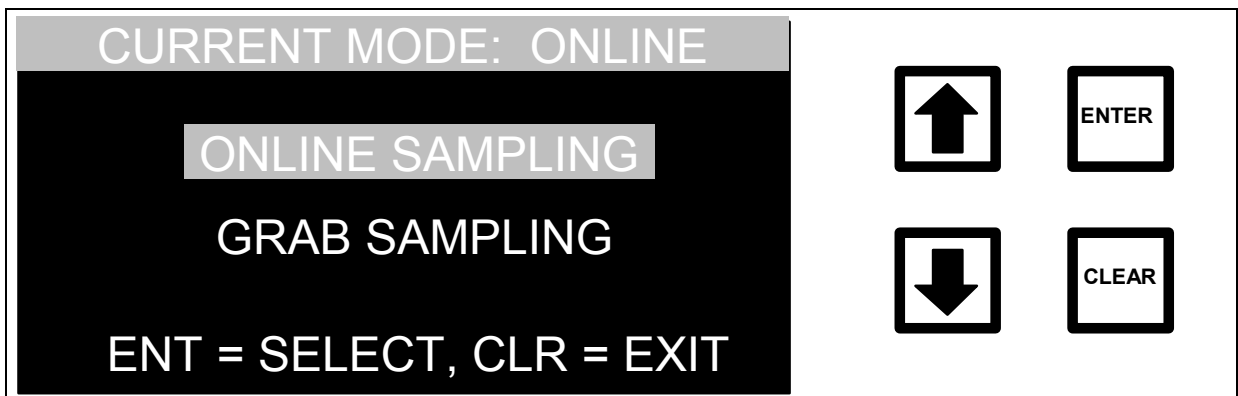 CURRENT MODE: ONLINE
ONLINE SAMPLING
GRAB SAMPLING
ENT = SELECT, CLR = EXIT
ENTER
CLEAR